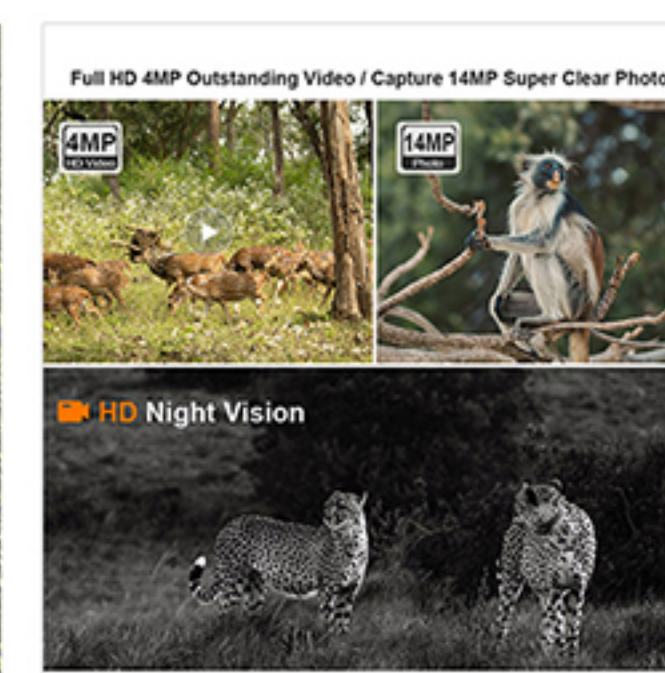 Full HD 4MP Outstanding Video / Capture 14MP Super Clear Photo
4MP
HD Video
14MP
Photo
HD Night Vision